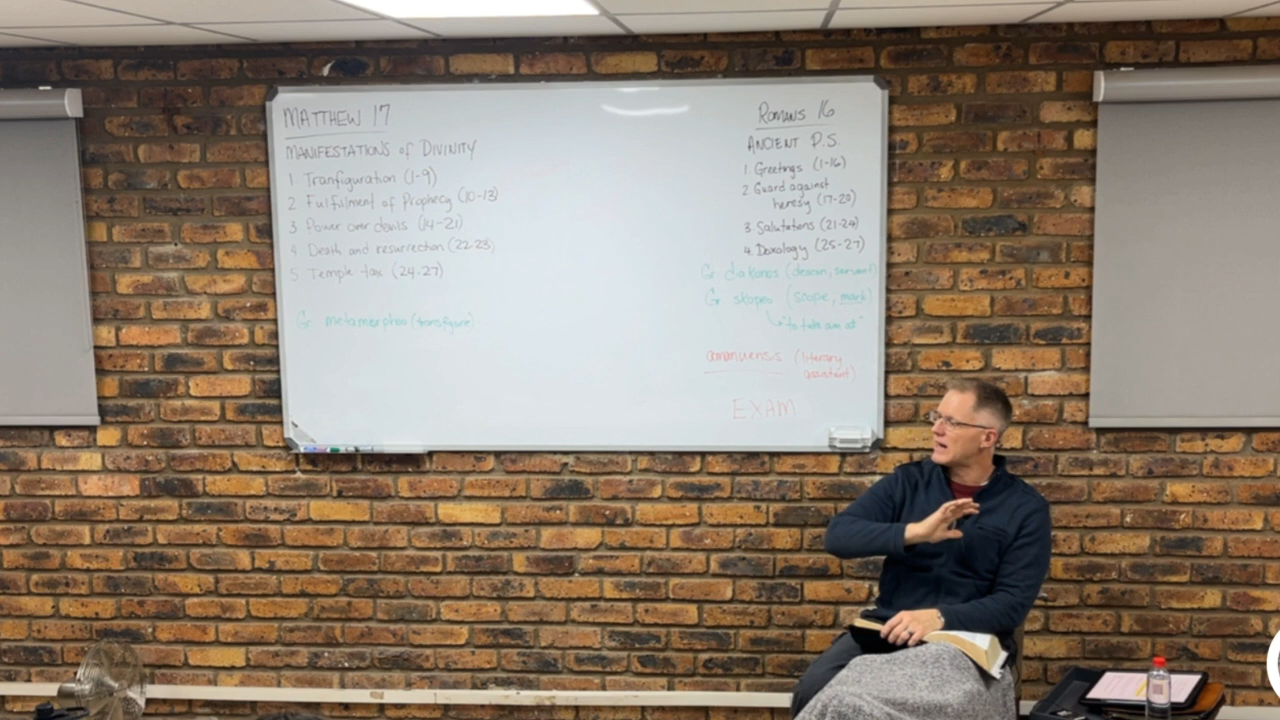 MATTHEW 17
MANIFESTATIONS of DIVINITY
1 Tranfiguration (1-9)
2 Fulfilment of Prophecy (10-13)
3 Power over devils (14-21)
4 Death and resurrection (22-23)
5 Temple tax (24-27)
Gr metamorphoo (transfigure)
ROMANS 16
ANCIENT P.S.
1. Greetings (1-16)
2 Guard against
heresy (17-20)
3. Salutations (21-24)
4. Doxology (25-27)
Gr diakonos (deacon, servant)
Gr skopeo (scope, mark)
"to take aim at"
amanuensis (literary
assistant)
EXAM